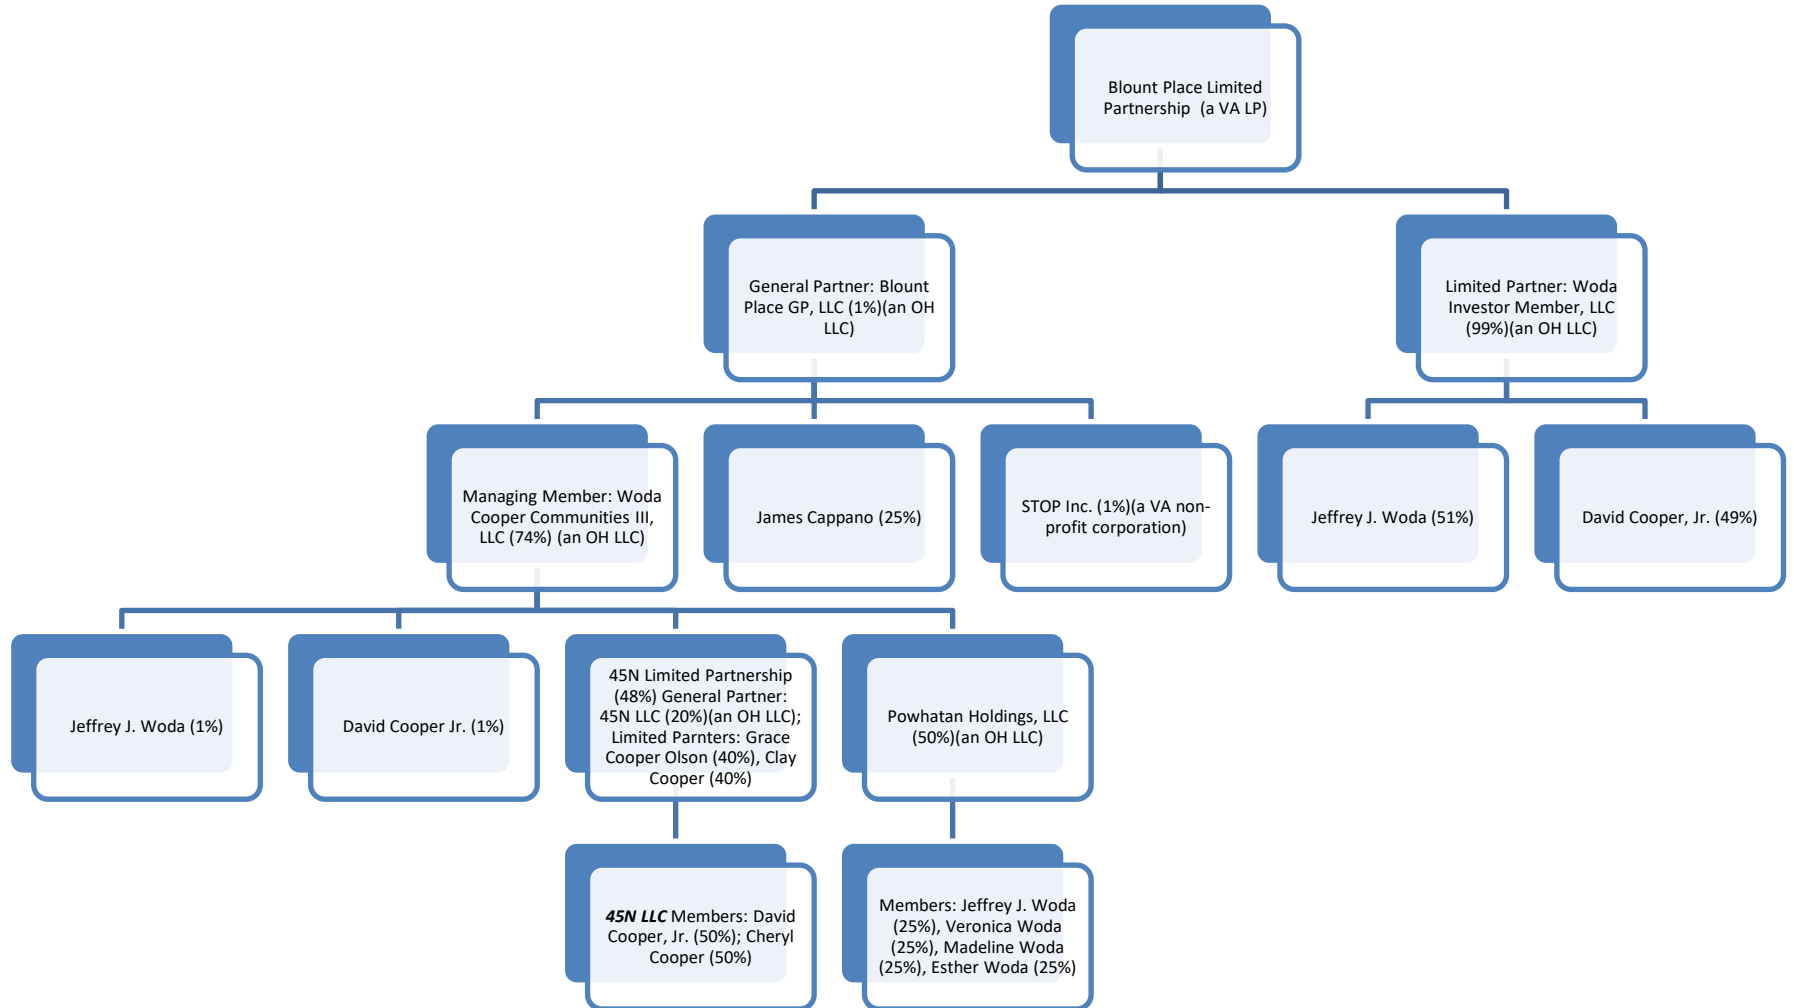 Blount Place Limited
Partnership  (a VA LP)
General Partner: Blount
Place GP, LLC (1%)(an OH
LLC)
Limited Partner: Woda
Investor Member, LLC
(99%)(an OH LLC)
Managing Member: Woda
Cooper Communities III,
LLC (74%) (an OH LLC)
James Cappano (25%)
STOP Inc. (1%)(a VA non-
profit corporation)
Jeffrey J. Woda (51%)
David Cooper, Jr. (49%)
Jeffrey J. Woda (1%)
David Cooper Jr. (1%)
45N Limited Partnership
(48%) General Partner:
45N LLC (20%)(an OH LLC);
Limited Parnters: Grace
Cooper Olson (40%), Clay
Cooper (40%)
Powhatan Holdings, LLC
(50%)(an OH LLC)
45N LLC Members: David
Cooper, Jr. (50%); Cheryl
Cooper (50%)
Members: Jeffrey J. Woda
(25%), Veronica Woda
(25%), Madeline Woda
(25%), Esther Woda (25%)